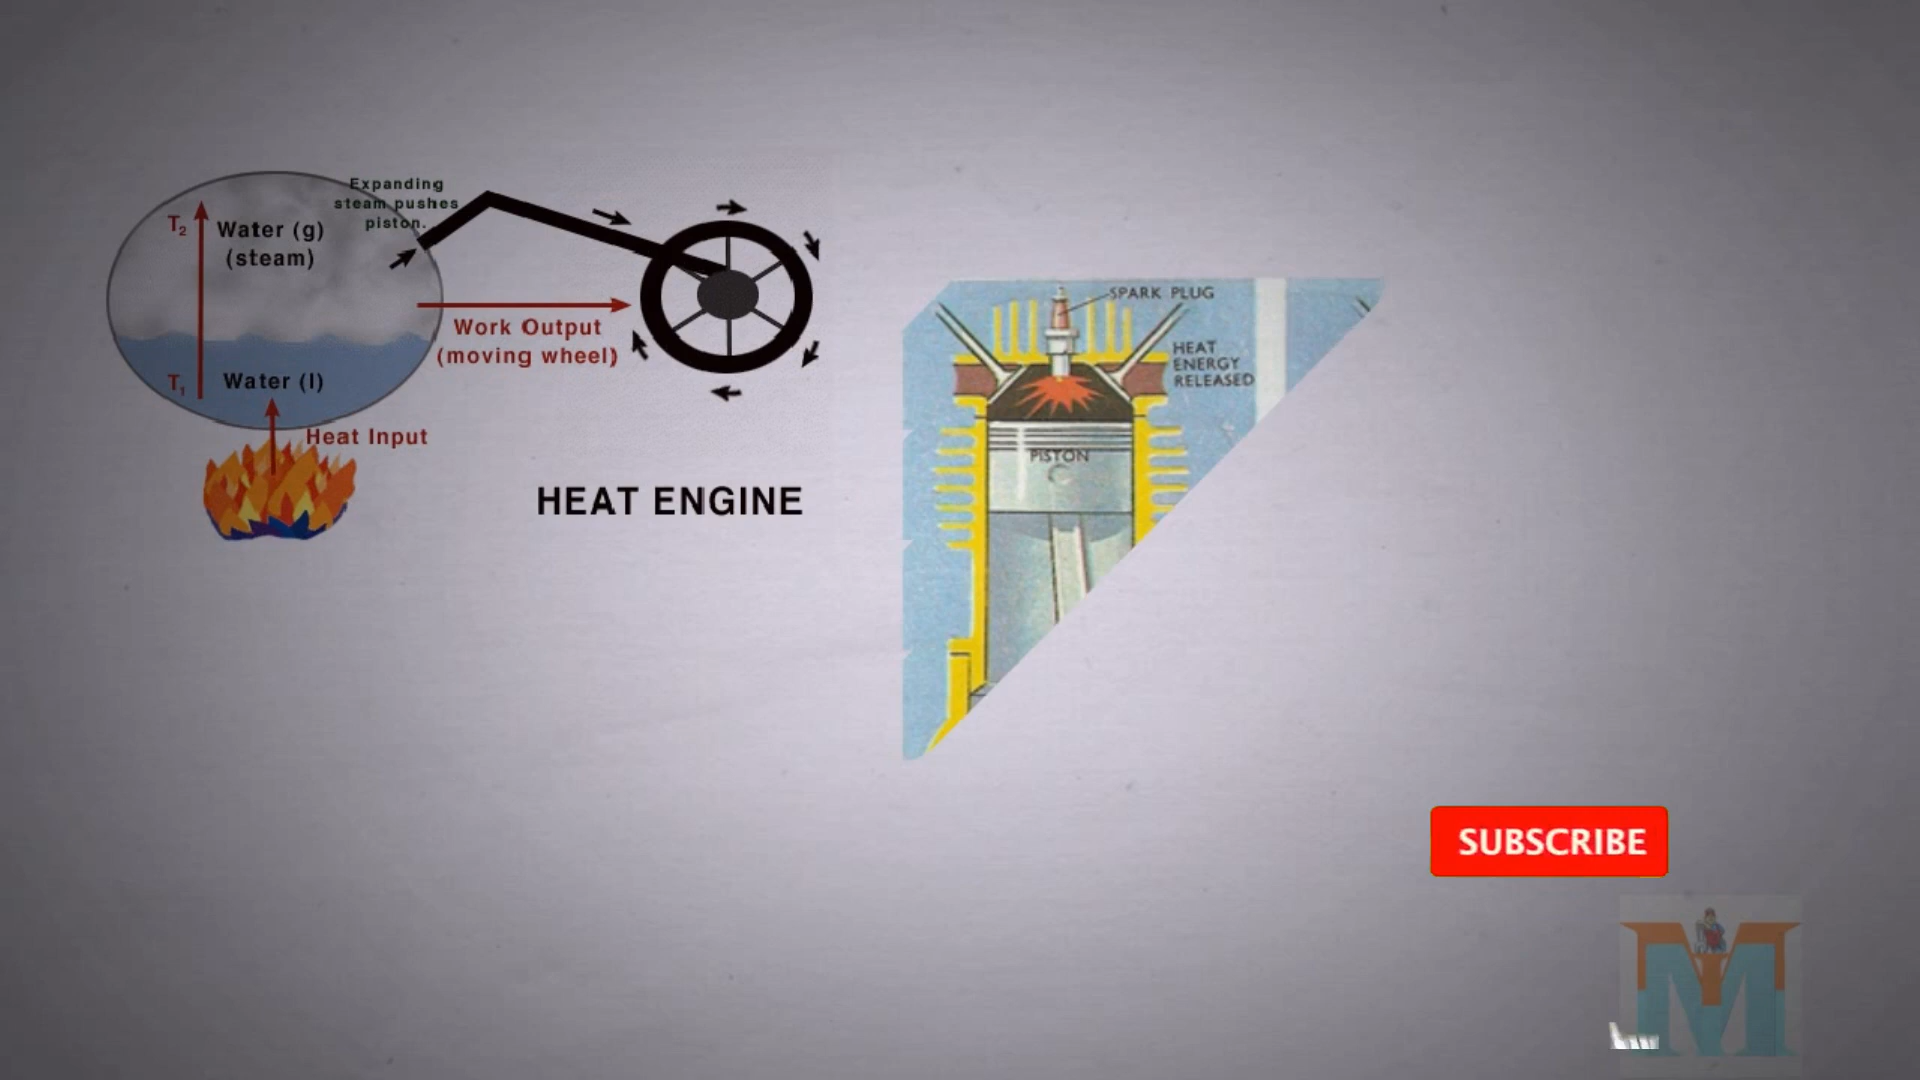 Expanding
steam pushes
piston.
T2
Water (g)
(steam)
Work Output
(moving wheel)
T1
Water (l)
Heat Input
HEAT ENGINE
SPARK PLUG
HEAT
ENERGY
RELEASED
PISTON
SUBSCRIBE
M